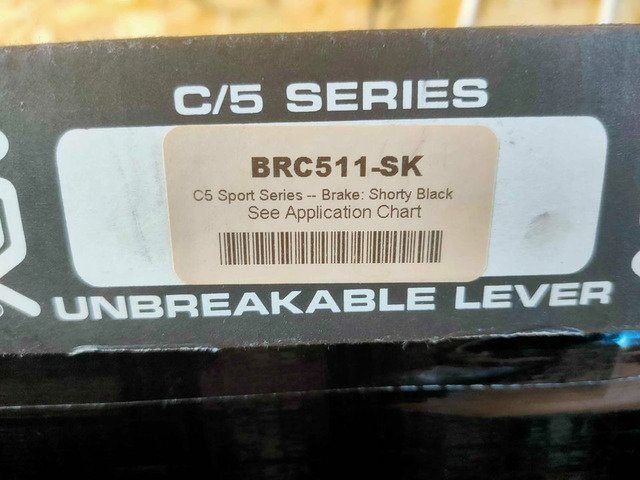 C/5 SERIES
BRC511-SK
C5 Sport Series -- Brake: Shorty Black
See Application Chart
UNBREAKABLE LEVER